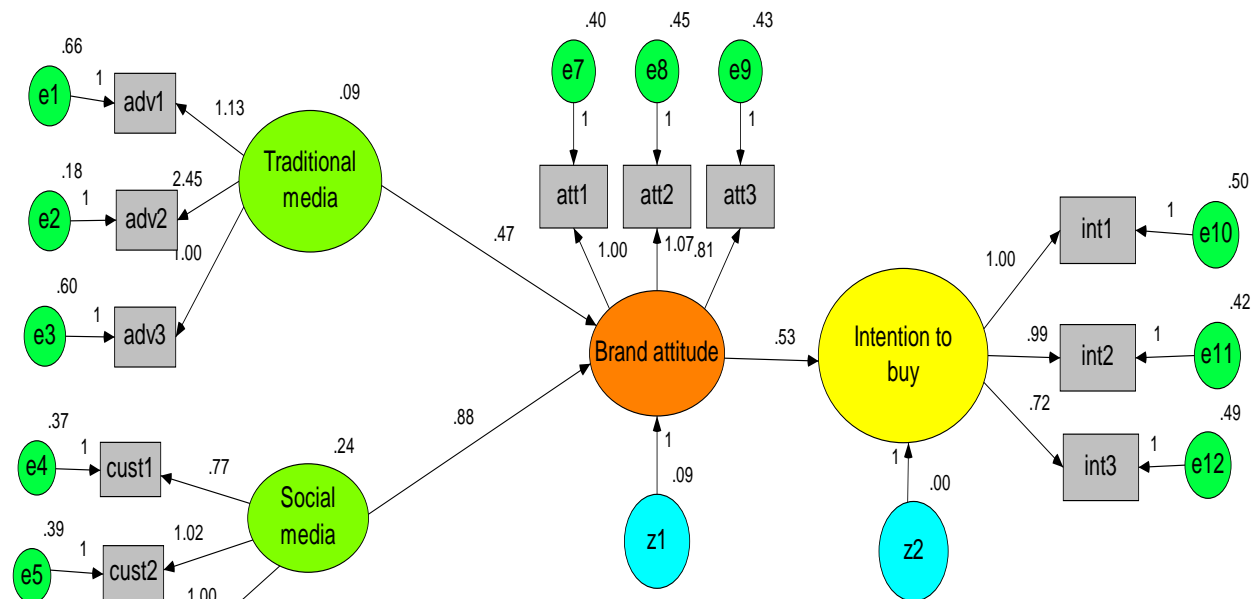 .40
.45
.43
.66
e7
e8
e9
e1
1
adv1
1.13
.09
1
1
1
Traditional
media
.18
2.45
att1
att2
att3
e2
1
adv2
1.00
.47
1.00
1.07
.81
.50
int1
1
e10
1.00
.60
e3
1
adv3
Brand attitude
.53
Intention to
buy
.42
.99
int2
1
e11
.72
.49
int3
1
e12
.37
e4
1
cust1
.77
.24
.88
Social
media
1
.09
z1
1
.00
z2
.39
e5
1
cust2
1.02
1.00